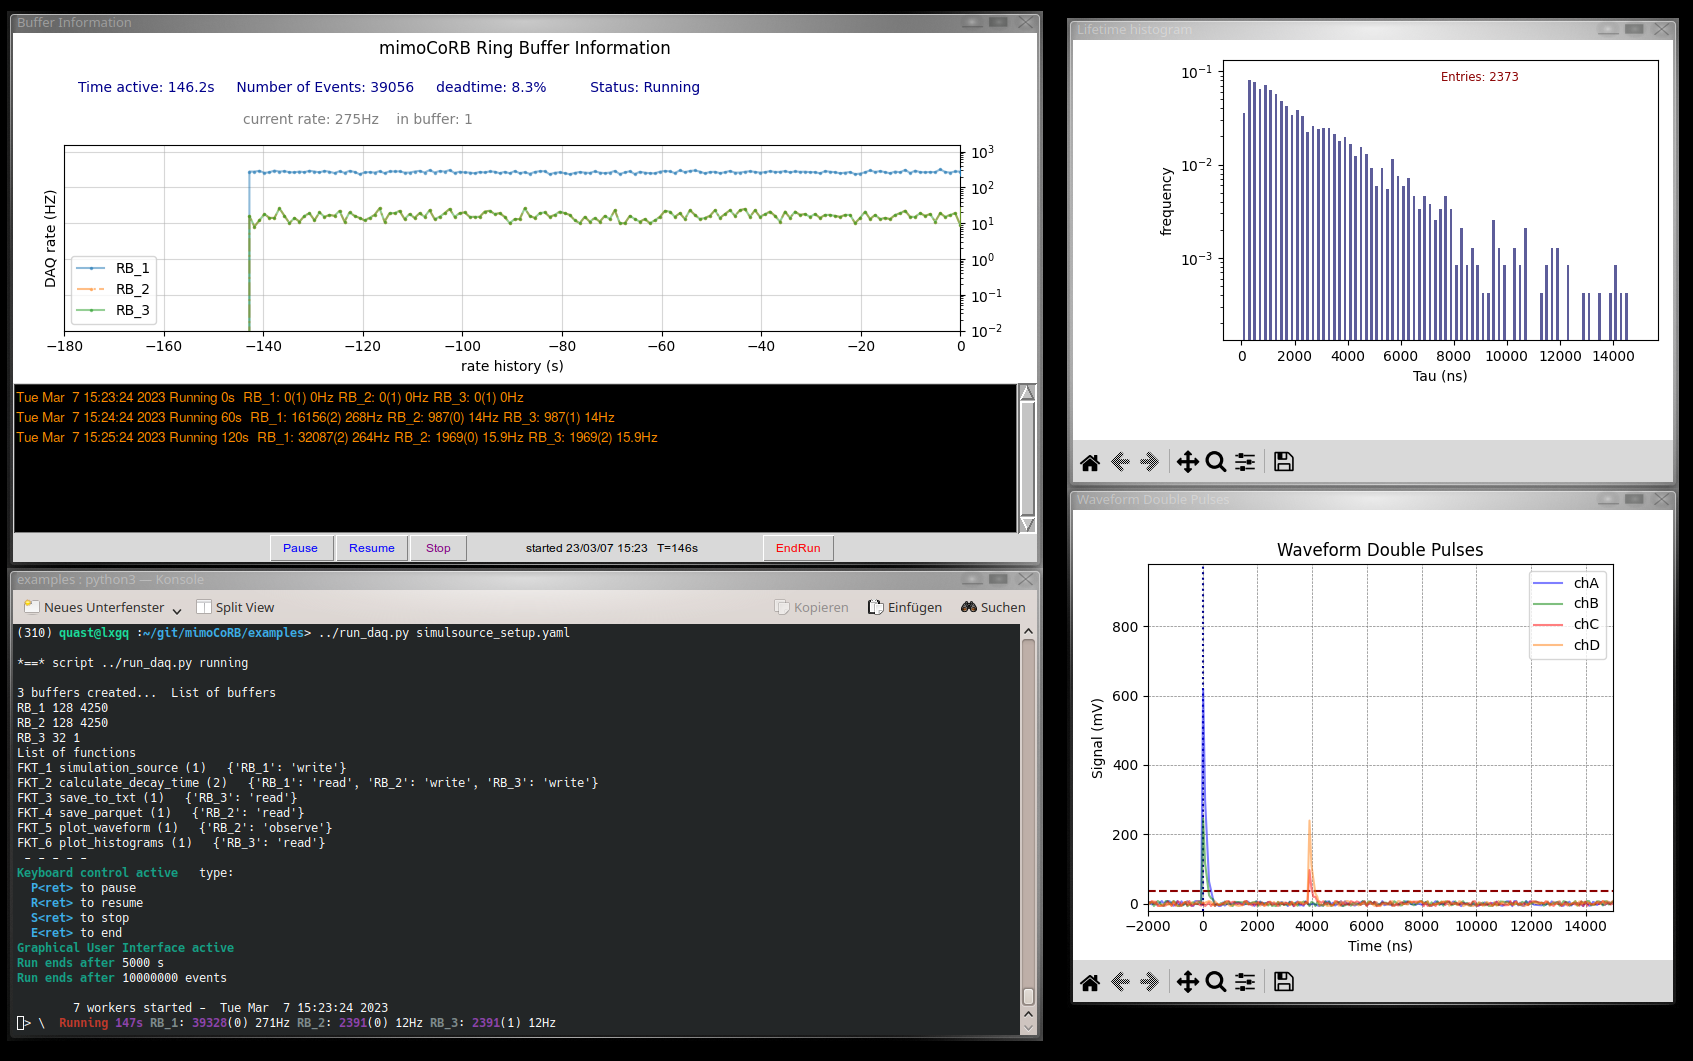 Buffer Information
mimoCoRB Ring Buffer Information
Time active: 146.2s Number of Events: 39056 deadtime: 8.3% Status: Running
current rate: 275Hz in buffer: 1
DAQ rate (HZ)
RB_1
RB_2
RB_3
10³
10²
10¹
10⁰
10⁻¹
10⁻²
−180 −160 −140 −120 −100 −80 −60 −40 −20 0
rate history (s)
Tue Mar 7 15:23:24 2023 Running 0s RB_1: 0(1) 0Hz RB_2: 0(1) 0Hz RB_3: 0(1) 0Hz
Tue Mar 7 15:24:24 2023 Running 60s RB_1: 16156(2) 268Hz RB_2: 987(0) 14Hz RB_3: 987(1) 14Hz
Tue Mar 7 15:25:24 2023 Running 120s RB_1: 32087(2) 264Hz RB_2: 1969(0) 15.9Hz RB_3: 1969(2) 15.9Hz
Pause Resume Stop started 23/03/07 15:23 T=146s EndRun
examples : python3 — Konsole
Neues Unterfenster Split View Kopieren Einfügen Suchen
(310) quast@lxgq :~/git/mimoCoRB/examples> ../run_daq.py simulsource_setup.yaml
*==* script ../run_daq.py running
3 buffers created... List of buffers
RB_1 128 4250
RB_2 128 4250
RB_3 32 1
List of functions
FKT_1 simulation_source (1) {'RB_1': 'write'}
FKT_2 calculate_decay_time (2) {'RB_1': 'read', 'RB_2': 'write', 'RB_3': 'write'}
FKT_3 save_to_txt (1) {'RB_3': 'read'}
FKT_4 save_parquet (1) {'RB_2': 'read'}
FKT_5 plot_waveform (1) {'RB_2': 'observe'}
FKT_6 plot_histograms (1) {'RB_3': 'read'}
- - - - -
Keyboard control active type:
P<ret> to pause
R<ret> to resume
S<ret> to stop
E<ret> to end
Graphical User Interface active
Run ends after 5000 s
Run ends after 10000000 events
7 workers started - Tue Mar 7 15:23:24 2023
> \ Running 147s RB_1: 39328(0) 271Hz RB_2: 2391(0) 12Hz RB_3: 2391(1) 12Hz
Lifetime histogram
Entries: 2373
frequency
10⁻¹
10⁻²
10⁻³
0 2000 4000 6000 8000 10000 12000 14000
Tau (ns)
Waveform Double Pulses
Waveform Double Pulses
chA
chB
chC
chD
Signal (mV)
800
600
400
200
0
−2000 0 2000 4000 6000 8000 10000 12000 14000
Time (ns)